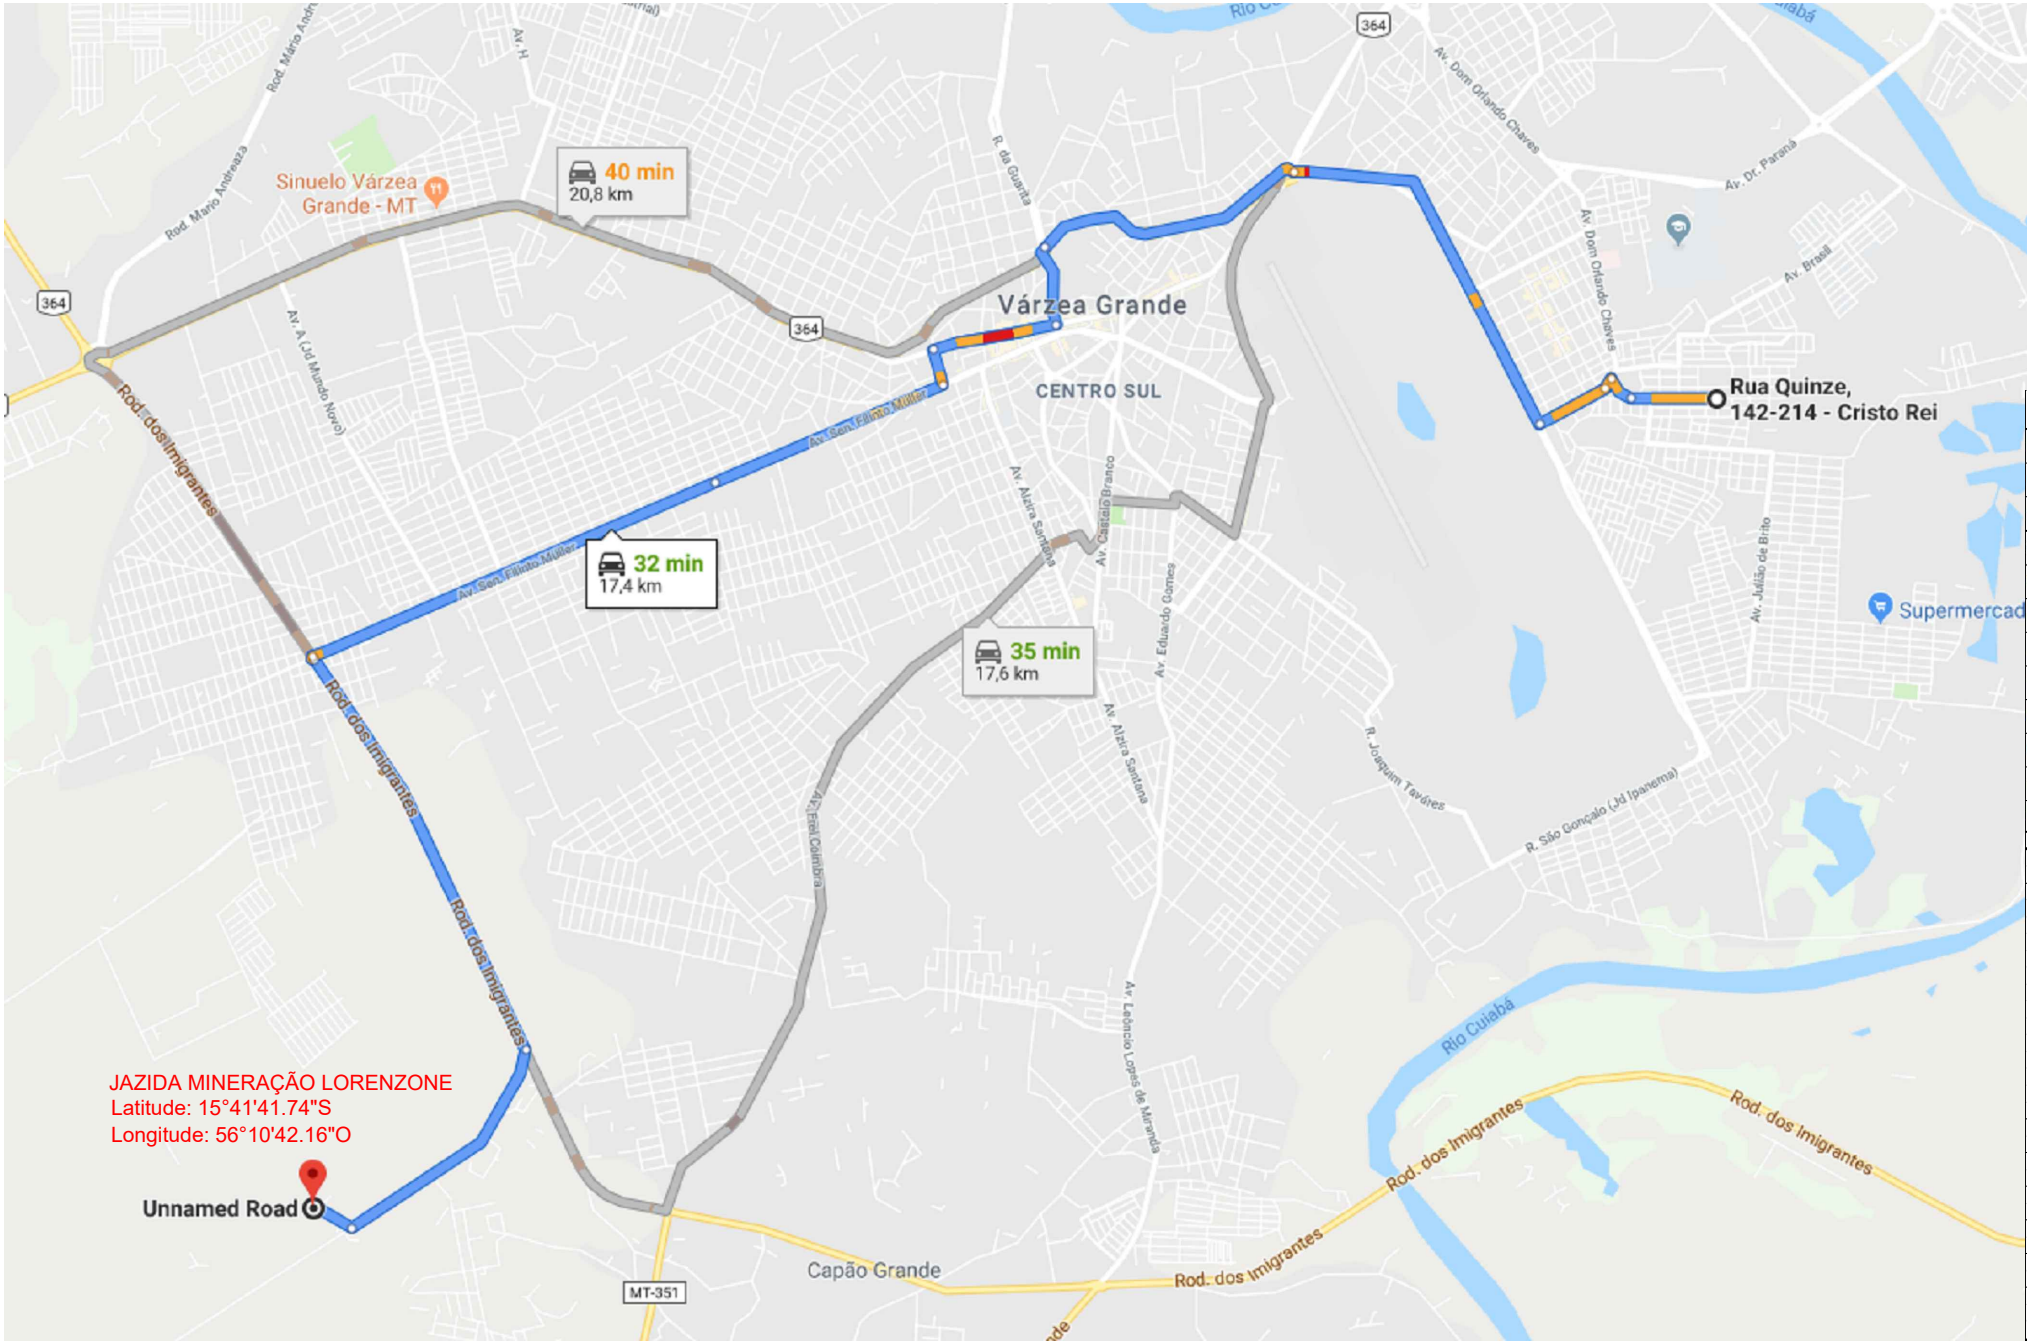 Rio Cu
uiabá
364
Rod. Mário Andr
Av. H
Av. Dom Orlando Chaves
R. da Guarita
40 min
20,8 km
Sinuelo Várzea
Grande - MT
Rod. Mario Andreaza
Av. Dr. Paraná
Av. Dom Orlando Chaves
Av. Brasil
364
Várzea Grande
Av. A (Jd Mundo Novo)
364
CENTRO SUL
Rua Quinze,
142-214 - Cristo Rei
Rod. dos Imigrantes
Av. Sen. Filinto Müller
Av. Alzira Santana
Av. Castelo Branco
Av. Sen. Filinto Müller
32 min
17,4 km
Av. Julião de Brito
Supermercad
Av. Eduardo Gomes
35 min
17,6 km
Rod. dos Imigrantes
Av. Alzira Santana
R. Joaquim Tavares
R. São Gonçalo (Jd Ipanema)
Av. Frei Coimbra
Rod. dos Imigrantes
Av. Leôncio Lopes de Miranda
Rio Cuiabá
JAZIDA MINERAÇÃO LORENZONE
Latitude: 15°41'41.74"S
Longitude: 56°10'42.16"O
Rod. dos Imigrantes
Rod. dos Imigrantes
Unnamed Road
Capão Grande
Rod. dos Imigrantes
MT-351
de